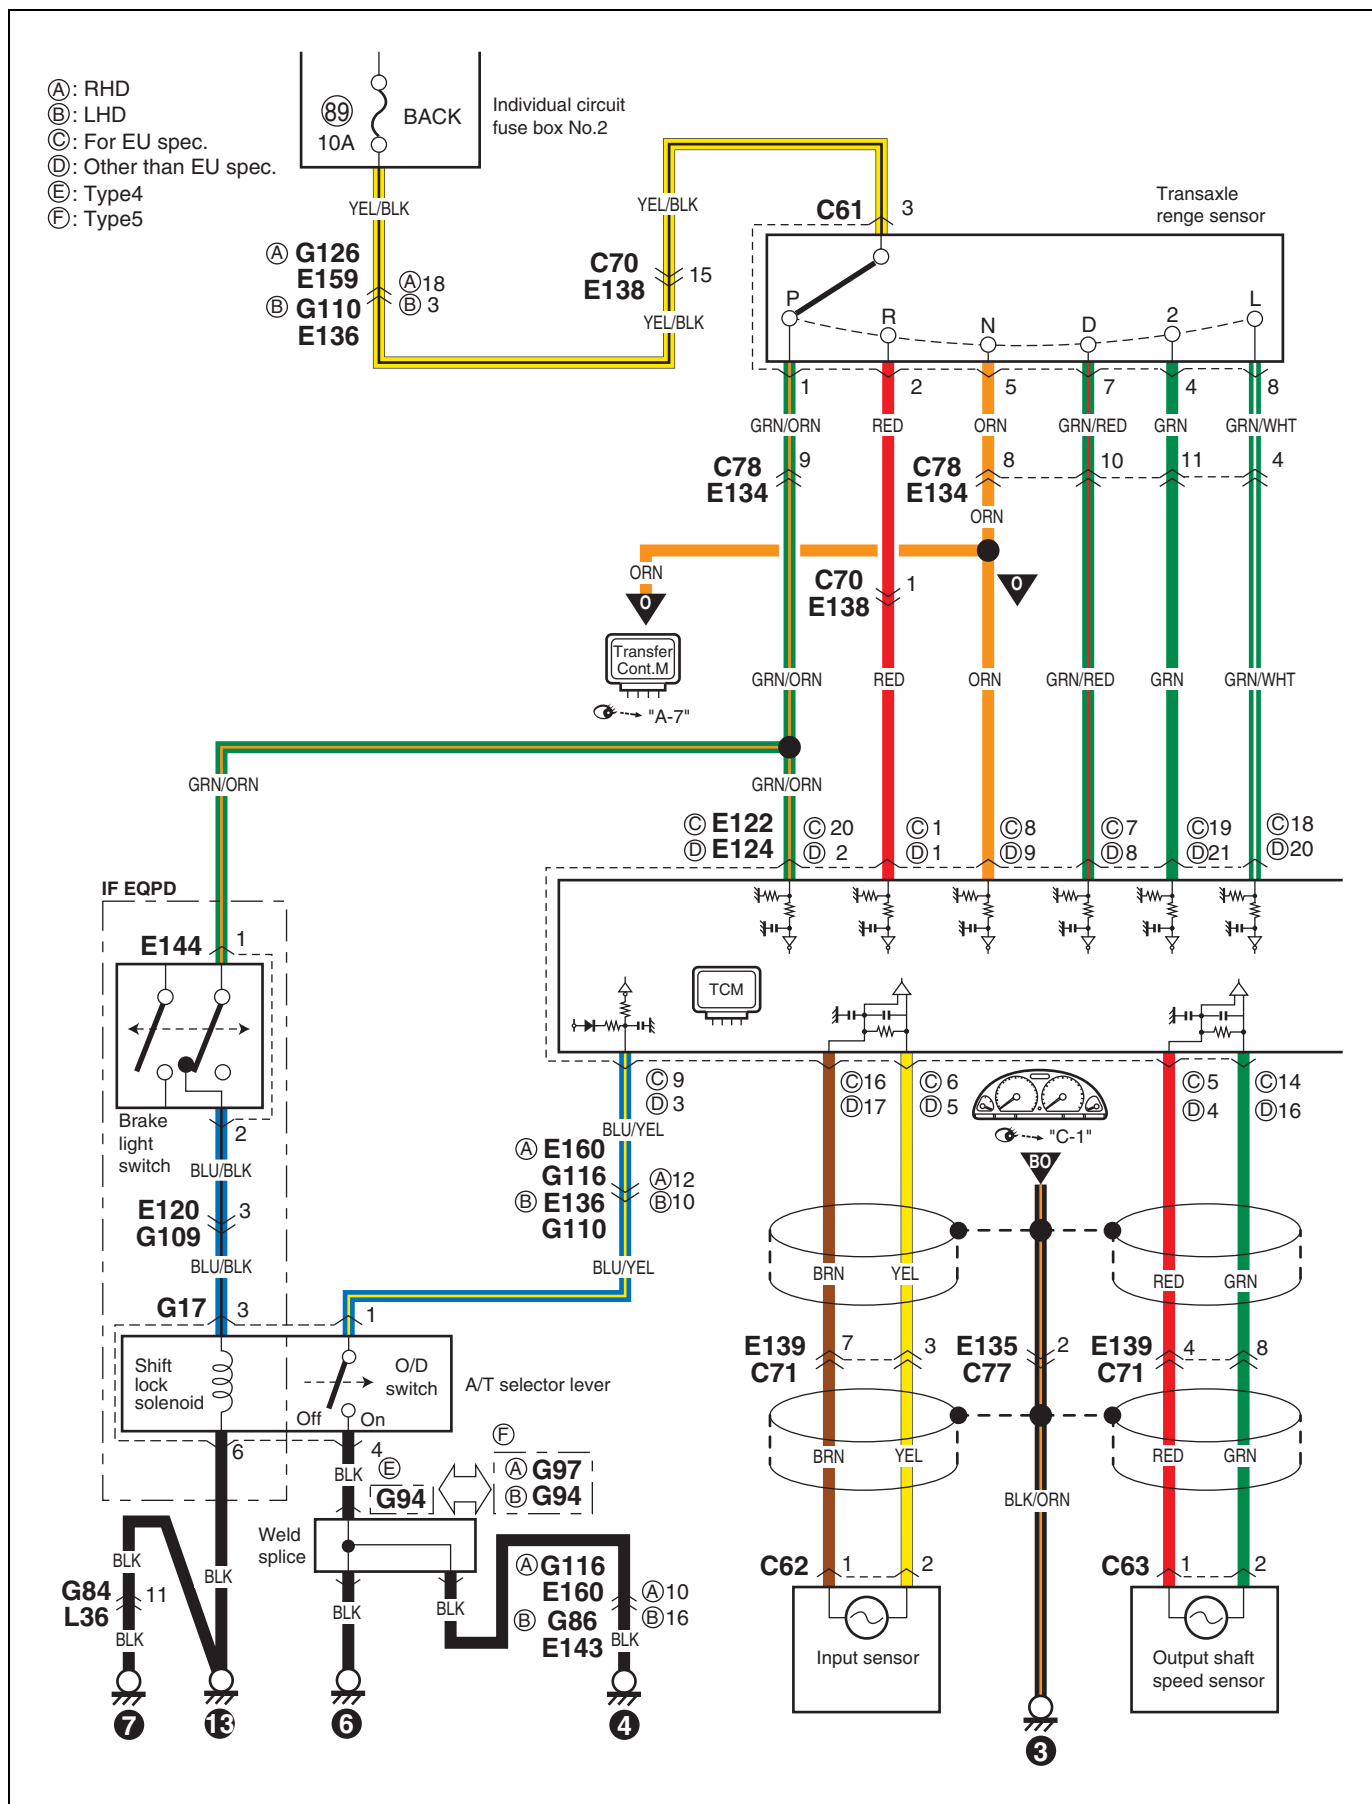 Ⓐ: RHD
Ⓑ: LHD
Ⓒ: For EU spec.
Ⓓ: Other than EU spec.
Ⓔ: Type4
Ⓕ: Type5
89
10A
BACK
Individual circuit
fuse box No.2
YEL/BLK
YEL/BLK
C61 3
Transaxle
renge sensor
Ⓐ G126
E159
Ⓑ G110
E136
Ⓐ18
Ⓑ 3
C70
E138
15
YEL/BLK
P R N D 2 L
1 2 5 7 4 8
GRN/ORN RED ORN GRN/RED GRN GRN/WHT
C78
E134
9
C78
E134
8 10 11 4
ORN
ORN
O
O
C70
E138
1
Transfer
Cont.M
"A-7"
GRN/ORN RED ORN GRN/RED GRN GRN/WHT
GRN/ORN
GRN/ORN
Ⓒ E122
Ⓓ E124
Ⓒ20 Ⓒ1 Ⓒ8 Ⓒ7 Ⓒ19 Ⓒ18
Ⓓ 2 Ⓓ1 Ⓓ9 Ⓓ8 Ⓓ21 Ⓓ20
IF EQPD
E144 1
TCM
Brake
light
switch
2
BLU/BLK
Ⓒ9
Ⓓ 3
BLU/YEL
Ⓒ16 Ⓒ 6
Ⓓ17 Ⓓ 5
"C-1"
BO
Ⓒ5 Ⓒ14
Ⓓ4 Ⓓ16
Ⓐ E160
G116
Ⓑ E136
G110
Ⓐ12
Ⓑ10
E120
G109
3
BLU/BLK
BLU/YEL
BRN YEL
RED GRN
G17 3 1
Shift
lock
solenoid
O/D
switch
Off On
A/T selector lever
E139
C71
7 3
E135
C77
2
E139
C71
4 8
6 4
BLK
Ⓔ
G94
Ⓕ
Ⓐ G97
Ⓑ G94
BRN YEL
RED GRN
BLK/ORN
Weld
splice
BLK
BLK
G84
L36
11
BLK
BLK
BLK
Ⓐ G116
E160
Ⓑ G86
E143
Ⓐ10
Ⓑ16
BLK
C62 1 2
Input sensor
C63 1 2
Output shaft
speed sensor
7 13 6 4 3